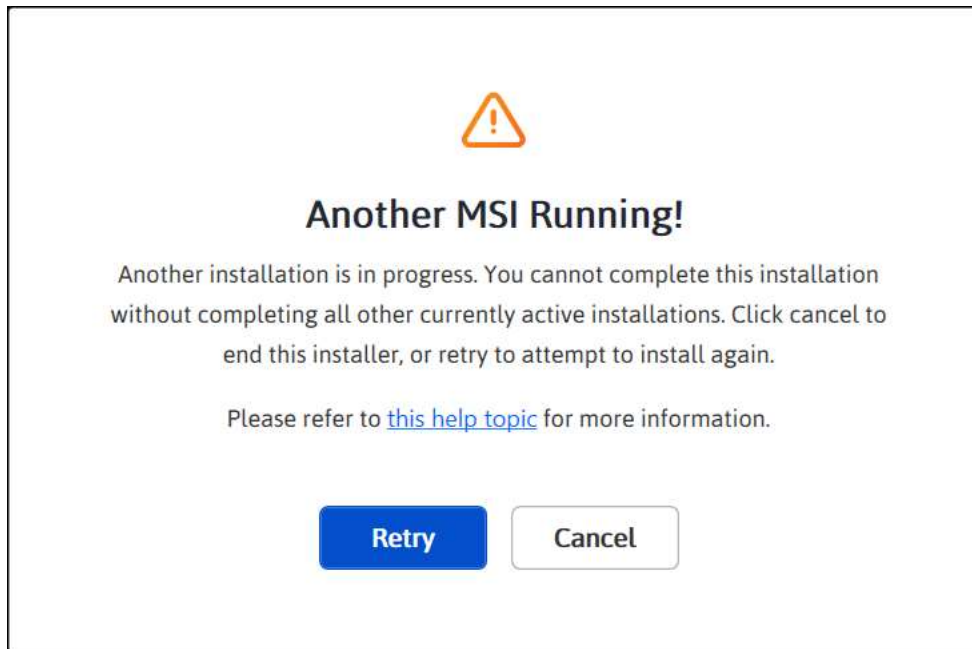 Another MSI Running!
Another installation is in progress. You cannot complete this installation
without completing all other currently active installations. Click cancel to
end this installer, or retry to attempt to install again.
Please refer to this help topic for more information.
Retry
Cancel